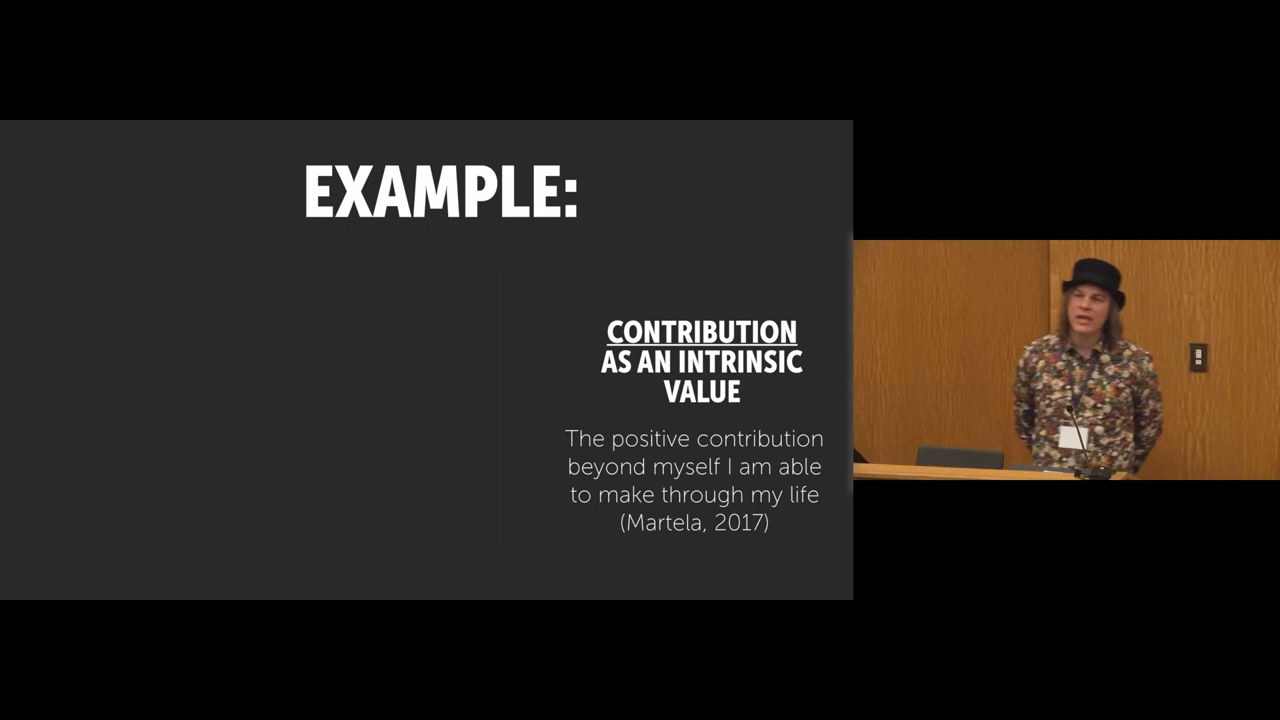 EXAMPLE:
CONTRIBUTION
AS AN INTRINSIC
VALUE
The positive contribution
beyond myself I am able
to make through my life
(Martela, 2017)